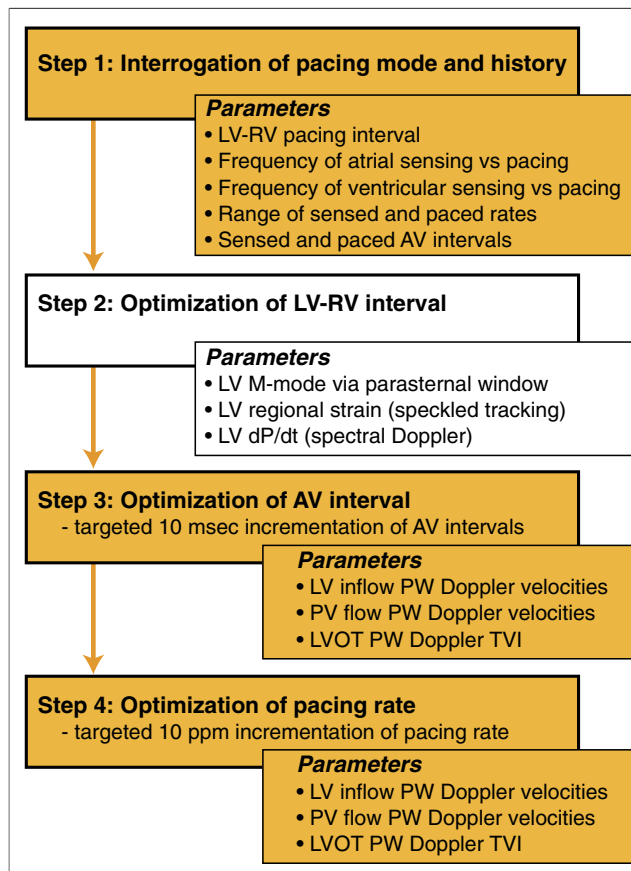 Step 1: Interrogation of pacing mode and history
Parameters
• LV-RV pacing interval
• Frequency of atrial sensing vs pacing
• Frequency of ventricular sensing vs pacing
• Range of sensed and paced rates
• Sensed and paced AV intervals
Step 2: Optimization of LV-RV interval
Parameters
• LV M-mode via parasternal window
• LV regional strain (speckled tracking)
• LV dP/dt (spectral Doppler)
Step 3: Optimization of AV interval
- targeted 10 msec incrementation of AV intervals
Parameters
• LV inflow PW Doppler velocities
• PV flow PW Doppler velocities
• LVOT PW Doppler TVI
Step 4: Optimization of pacing rate
- targeted 10 ppm incrementation of pacing rate
Parameters
• LV inflow PW Doppler velocities
• PV flow PW Doppler velocities
• LVOT PW Doppler TVI